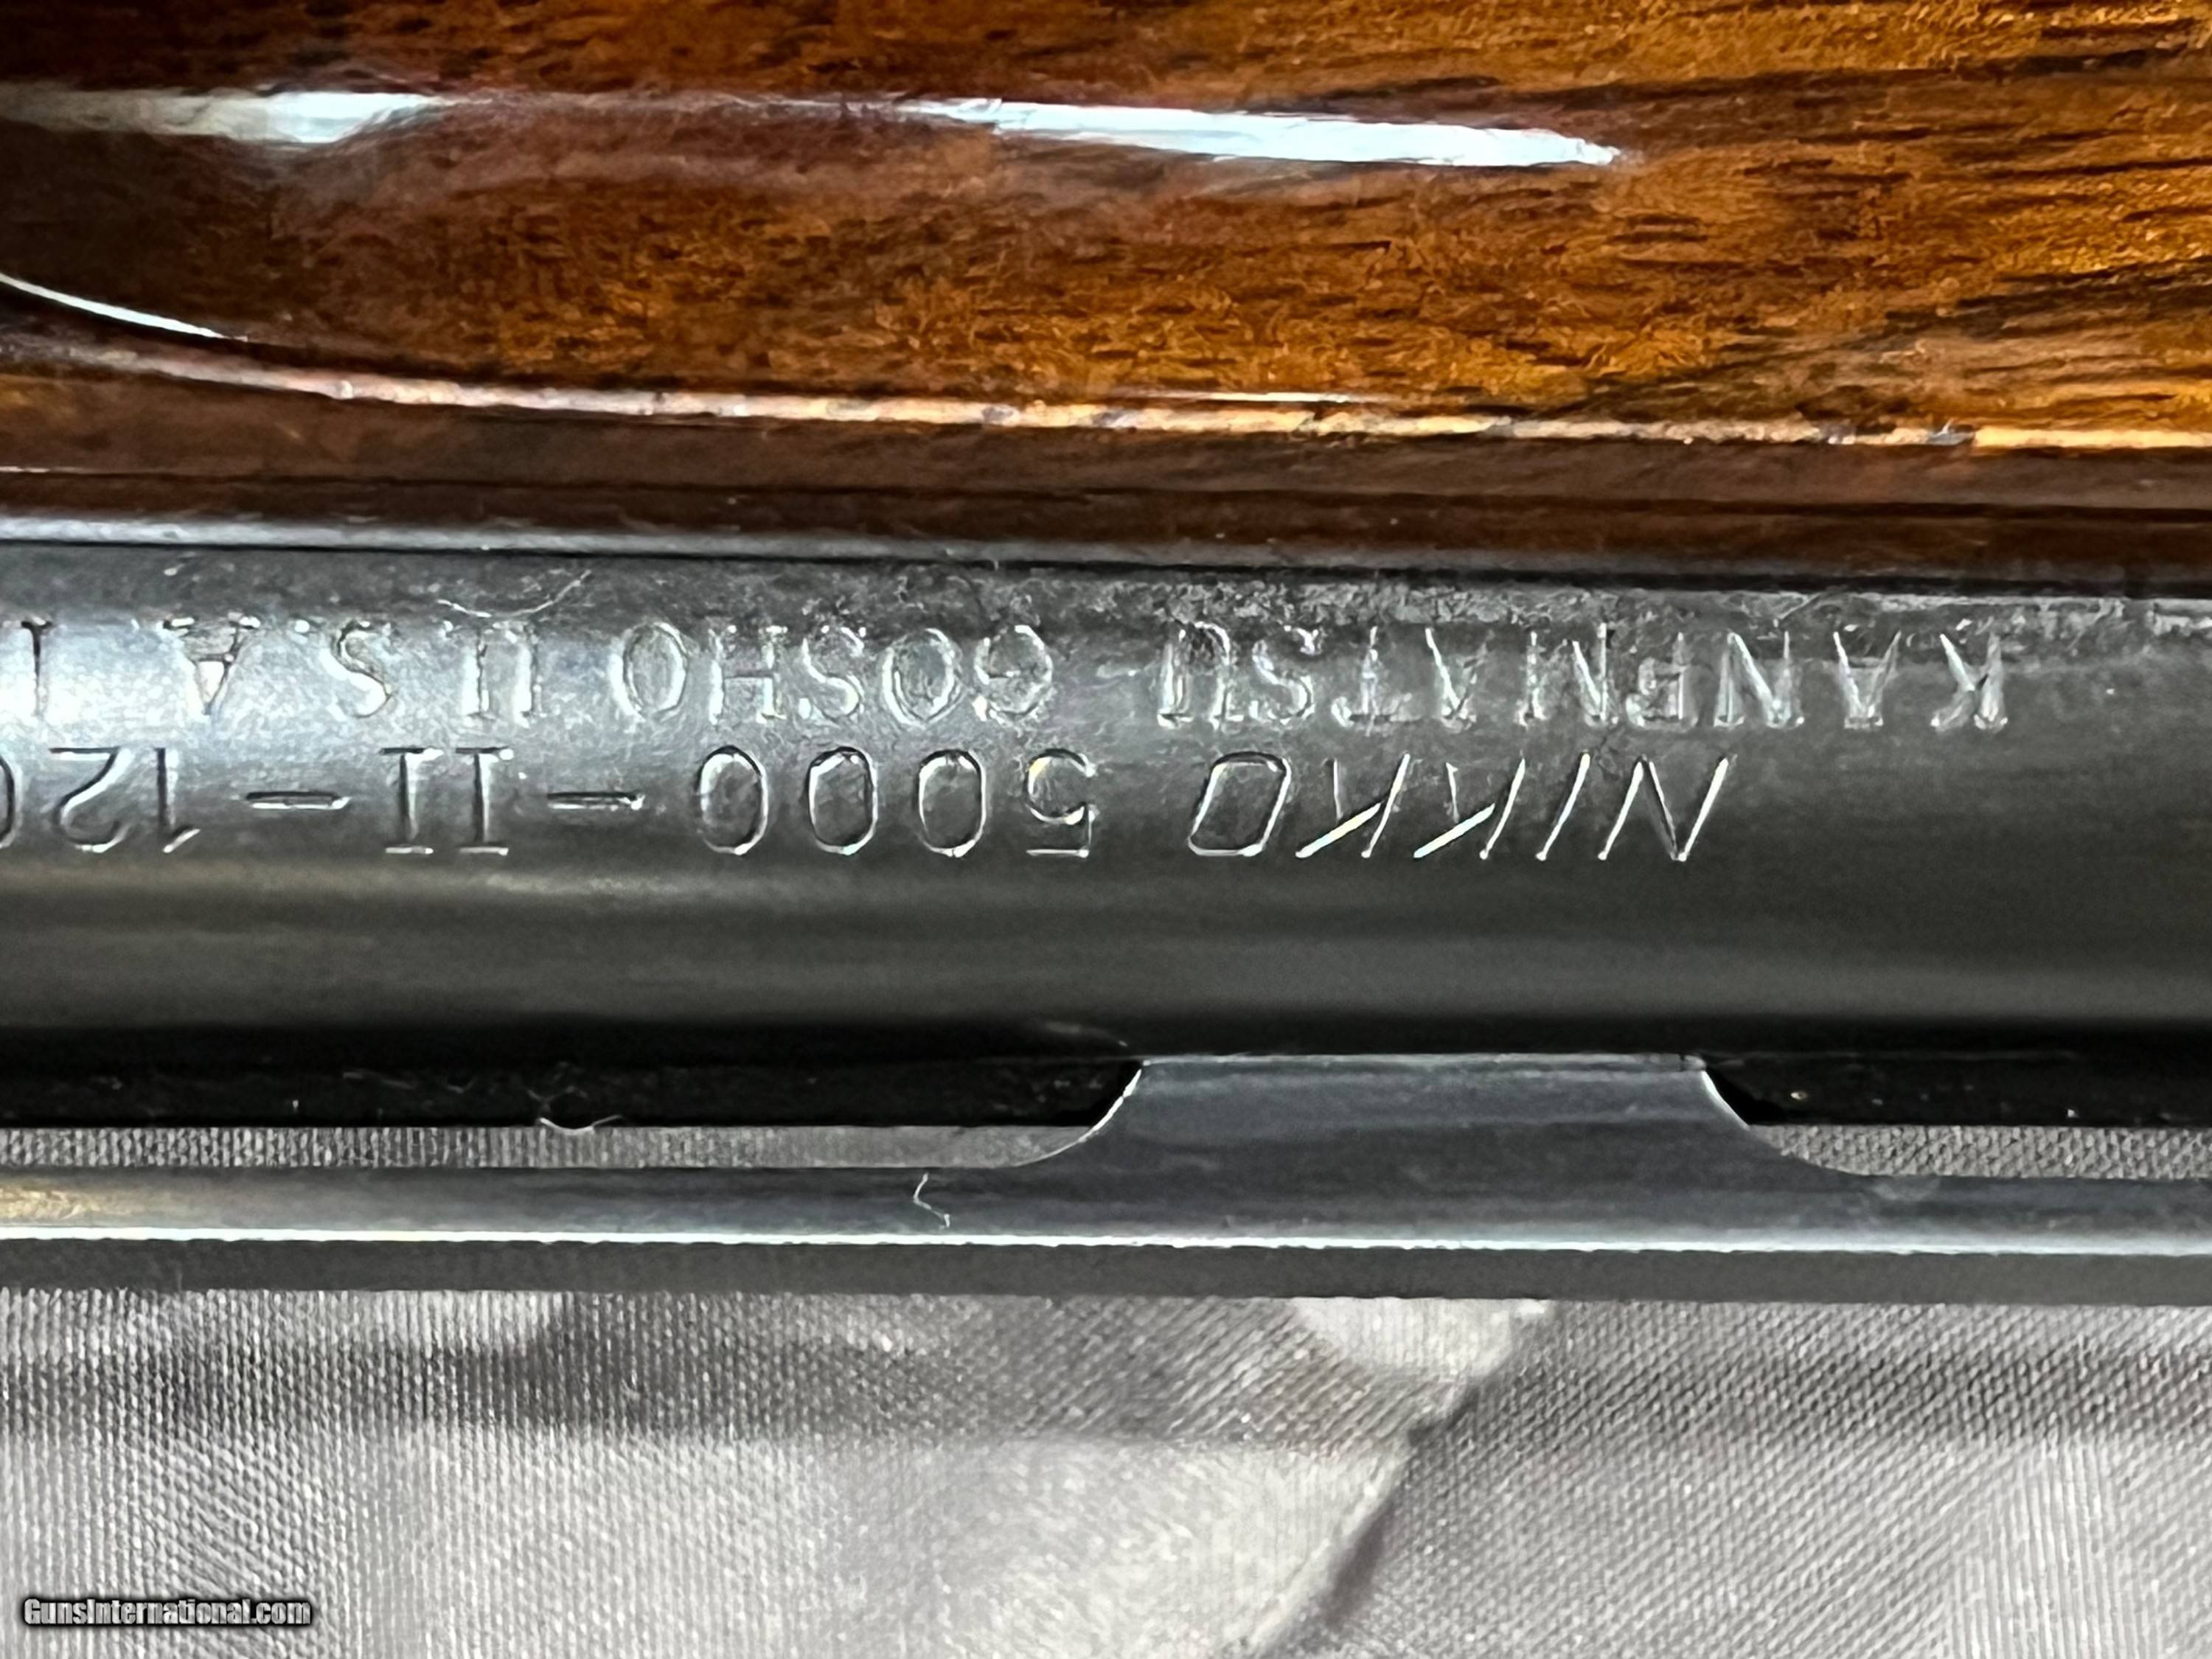 NIKKO 5000 -II- 12
KANEMATSU-GOSHO U.S.A.
GunsInternational.com